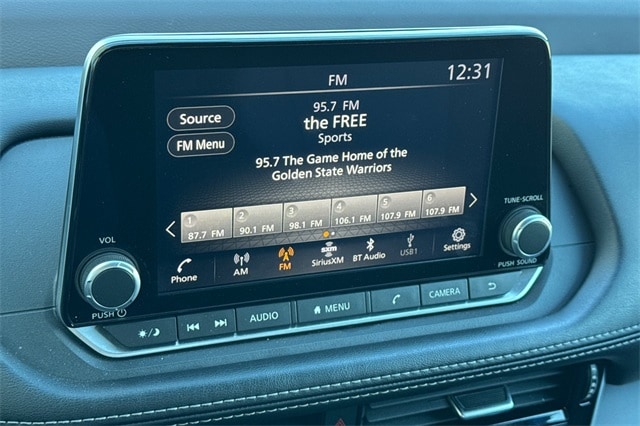 FM
12:31
Source
95.7 FM
the FREE
Sports
FM Menu
95.7 The Game Home of the
Golden State Warriors
1 2 3 4 5 6
87.7 FM 90.1 FM 98.1 FM 106.1 FM 107.9 FM 107.9 FM
Phone AM FM SiriusXM BT Audio USB1 Settings
sxm
VOL
PUSH
TUNE·SCROLL
PUSH SOUND
AUDIO MENU CAMERA